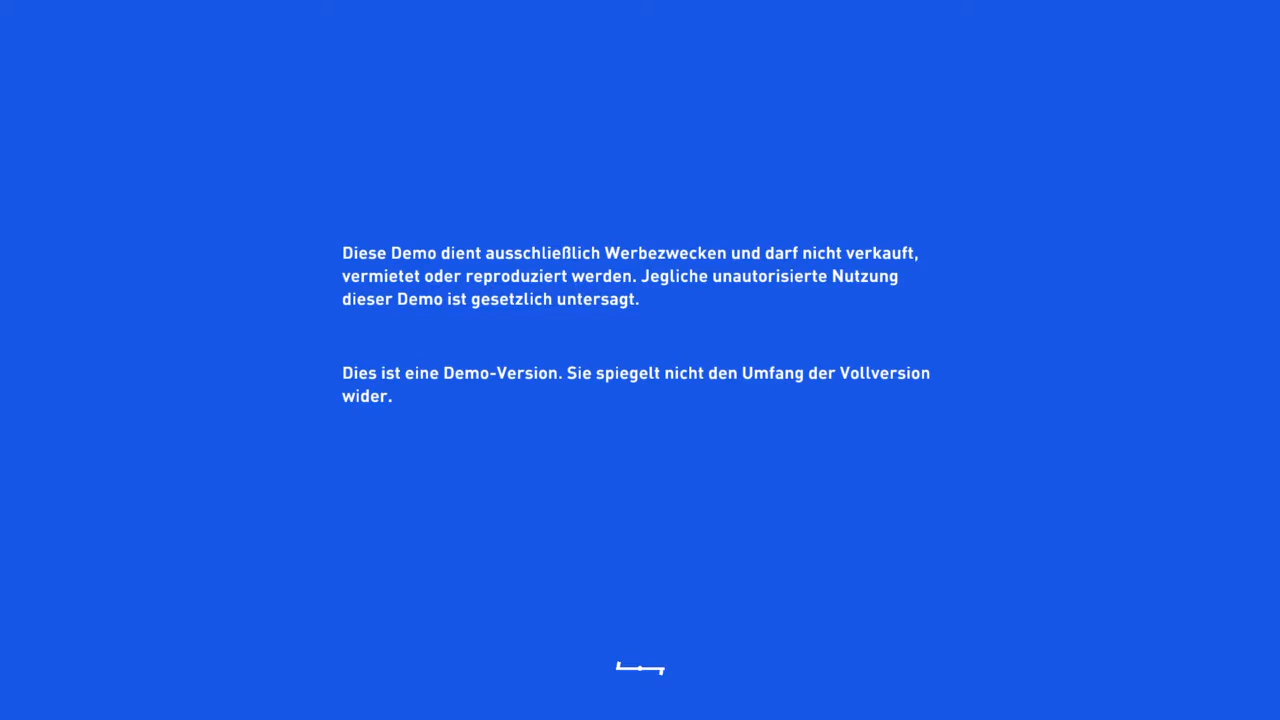 Diese Demo dient ausschließlich Werbezwecken und darf nicht verkauft,
vermietet oder reproduziert werden. Jegliche unautorisierte Nutzung
dieser Demo ist gesetzlich untersagt.
Dies ist eine Demo-Version. Sie spiegelt nicht den Umfang der Vollversion
wider.